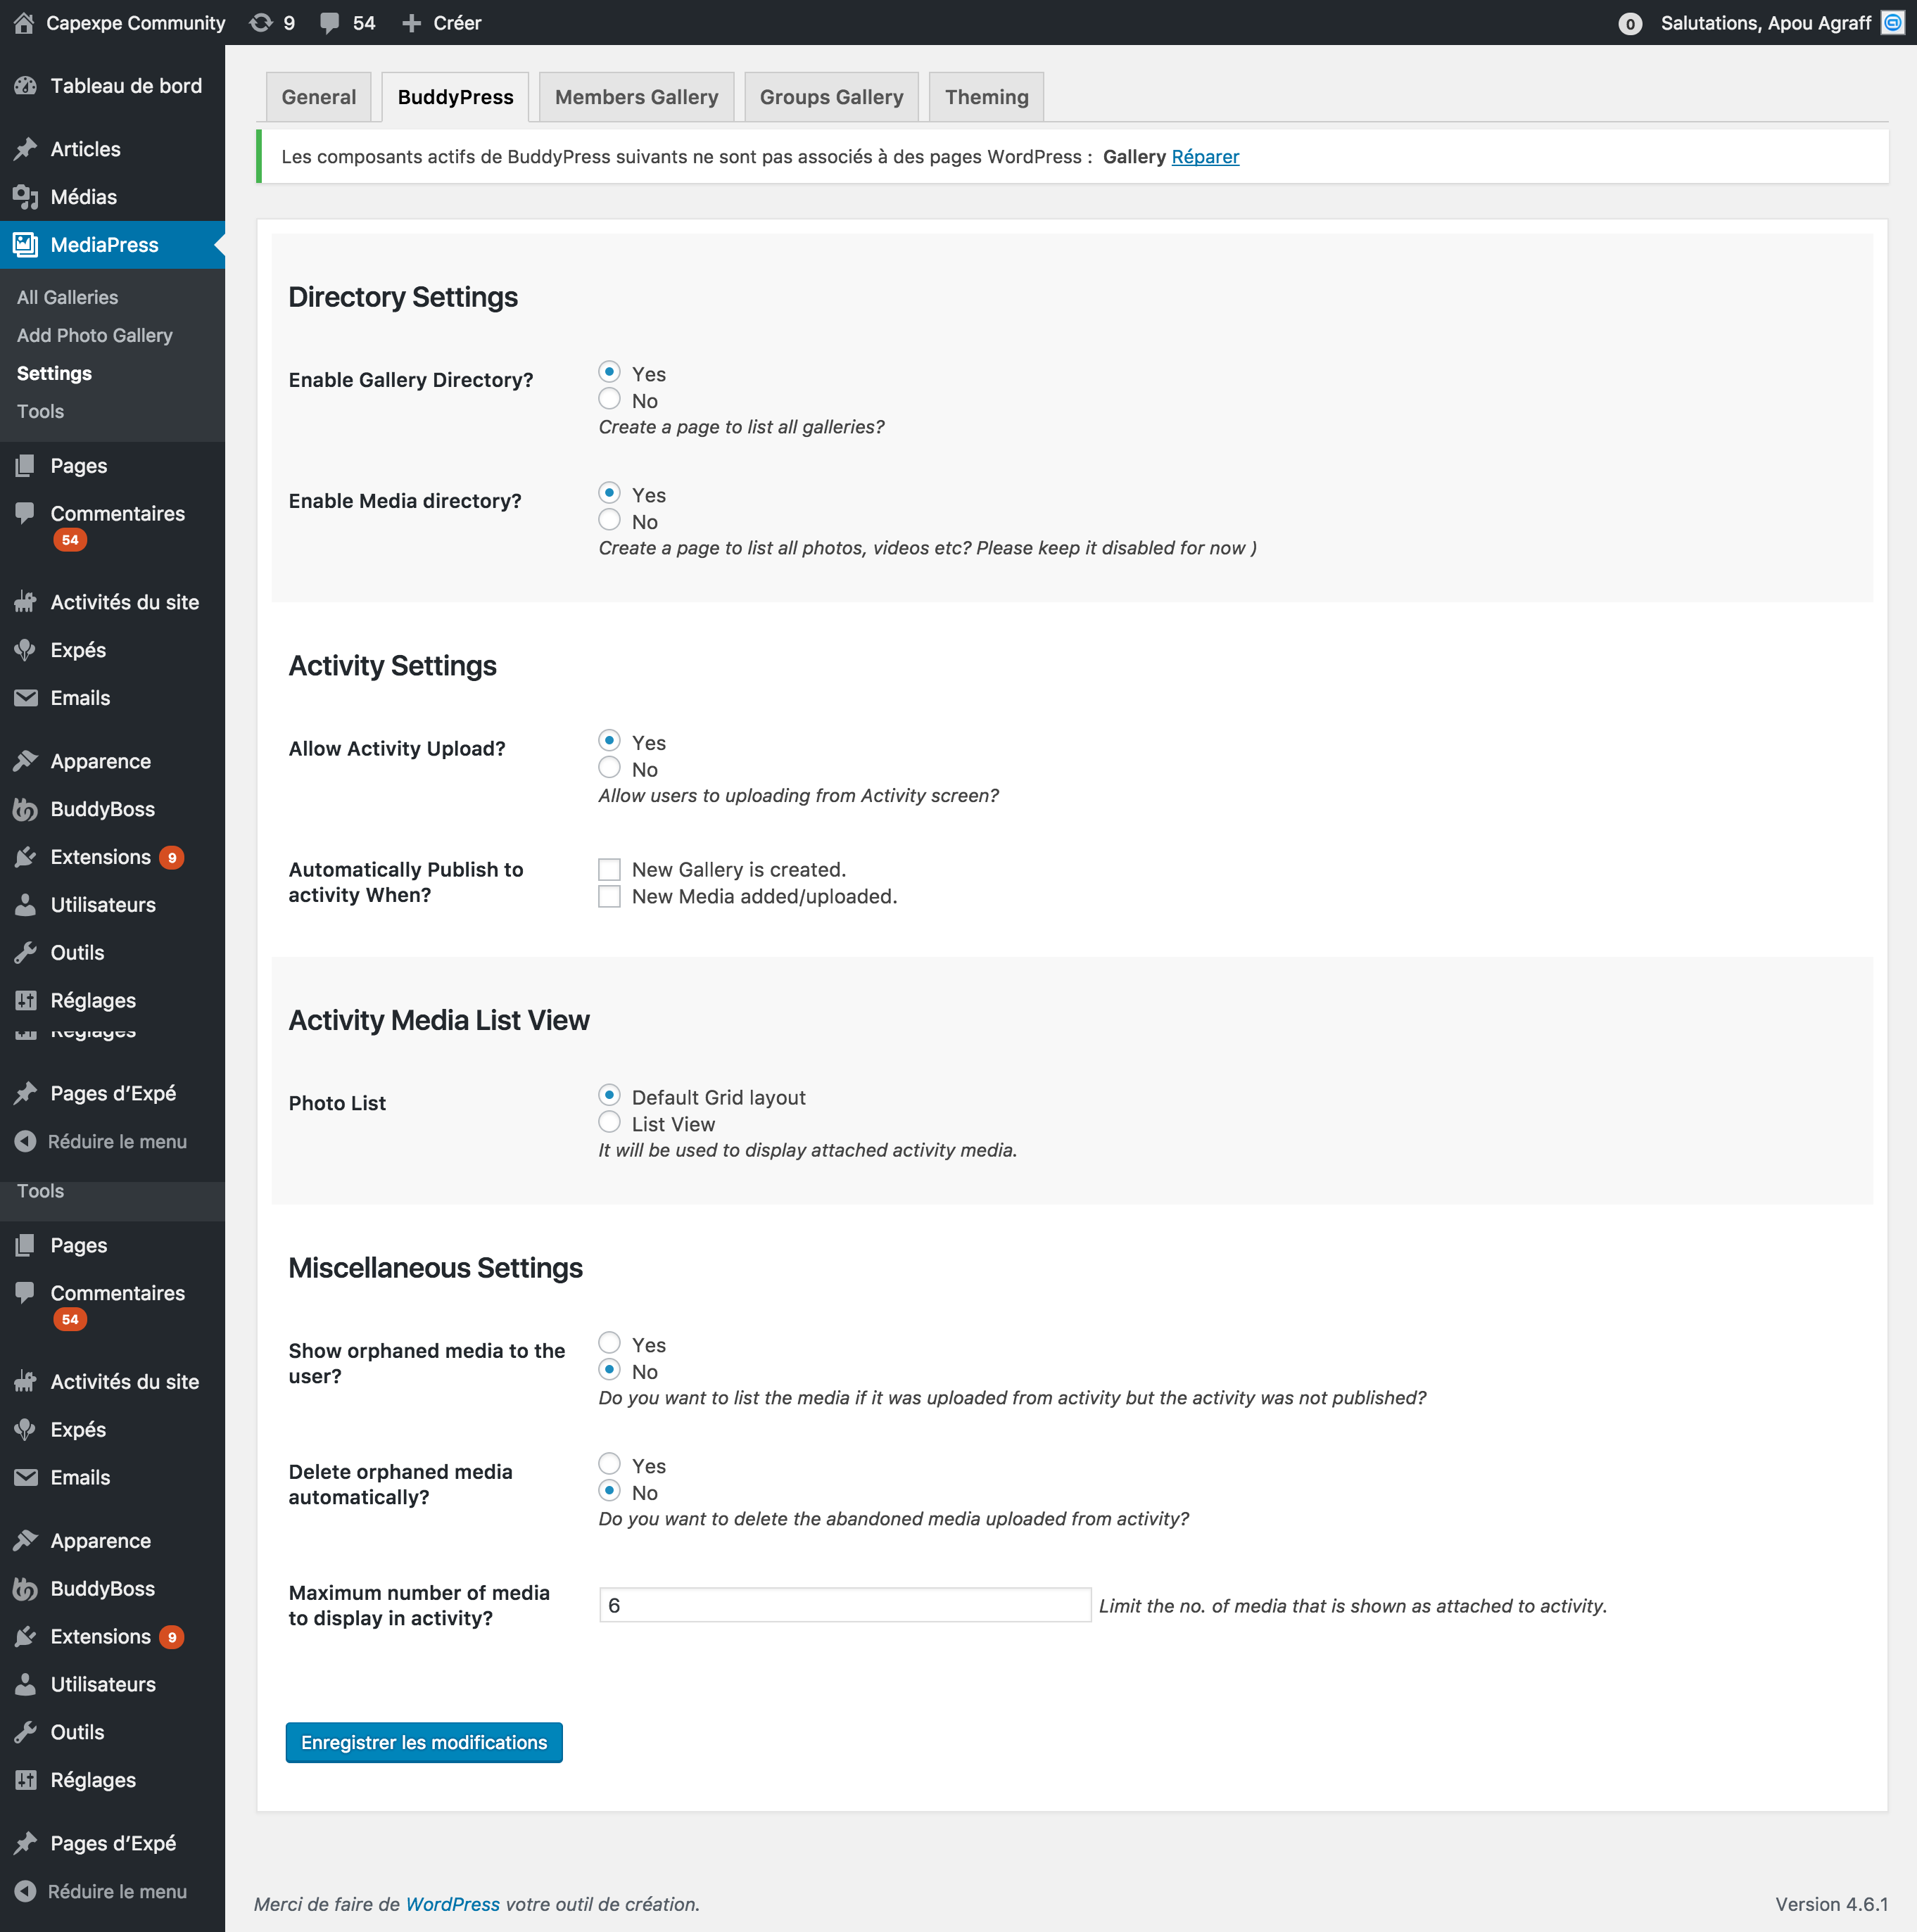 Capexpe Community 9 54 Créer 0 Salutations, Apou Agraff
Tableau de bord
Articles
Médias
MediaPress
All Galleries
Add Photo Gallery
Settings
Tools
Pages
Commentaires
54
Activités du site
Expés
Emails
Apparence
BuddyBoss
Extensions 9
Utilisateurs
Outils
Réglages
Réglages
Pages d’Expé
Réduire le menu
Tools
Pages
Commentaires
54
Activités du site
Expés
Emails
Apparence
BuddyBoss
Extensions 9
Utilisateurs
Outils
Réglages
Pages d’Expé
Réduire le menu
General BuddyPress Members Gallery Groups Gallery Theming
Les composants actifs de BuddyPress suivants ne sont pas associés à des pages WordPress : Gallery Réparer
Directory Settings
Enable Gallery Directory?
Yes
No
Create a page to list all galleries?
Enable Media directory?
Yes
No
Create a page to list all photos, videos etc? Please keep it disabled for now )
Activity Settings
Allow Activity Upload?
Yes
No
Allow users to uploading from Activity screen?
Automatically Publish to
activity When?
New Gallery is created.
New Media added/uploaded.
Activity Media List View
Photo List
Default Grid layout
List View
It will be used to display attached activity media.
Miscellaneous Settings
Show orphaned media to the
user?
Yes
No
Do you want to list the media if it was uploaded from activity but the activity was not published?
Delete orphaned media
automatically?
Yes
No
Do you want to delete the abandoned media uploaded from activity?
Maximum number of media
to display in activity?
6
Limit the no. of media that is shown as attached to activity.
Enregistrer les modifications
Merci de faire de WordPress votre outil de création.
Version 4.6.1